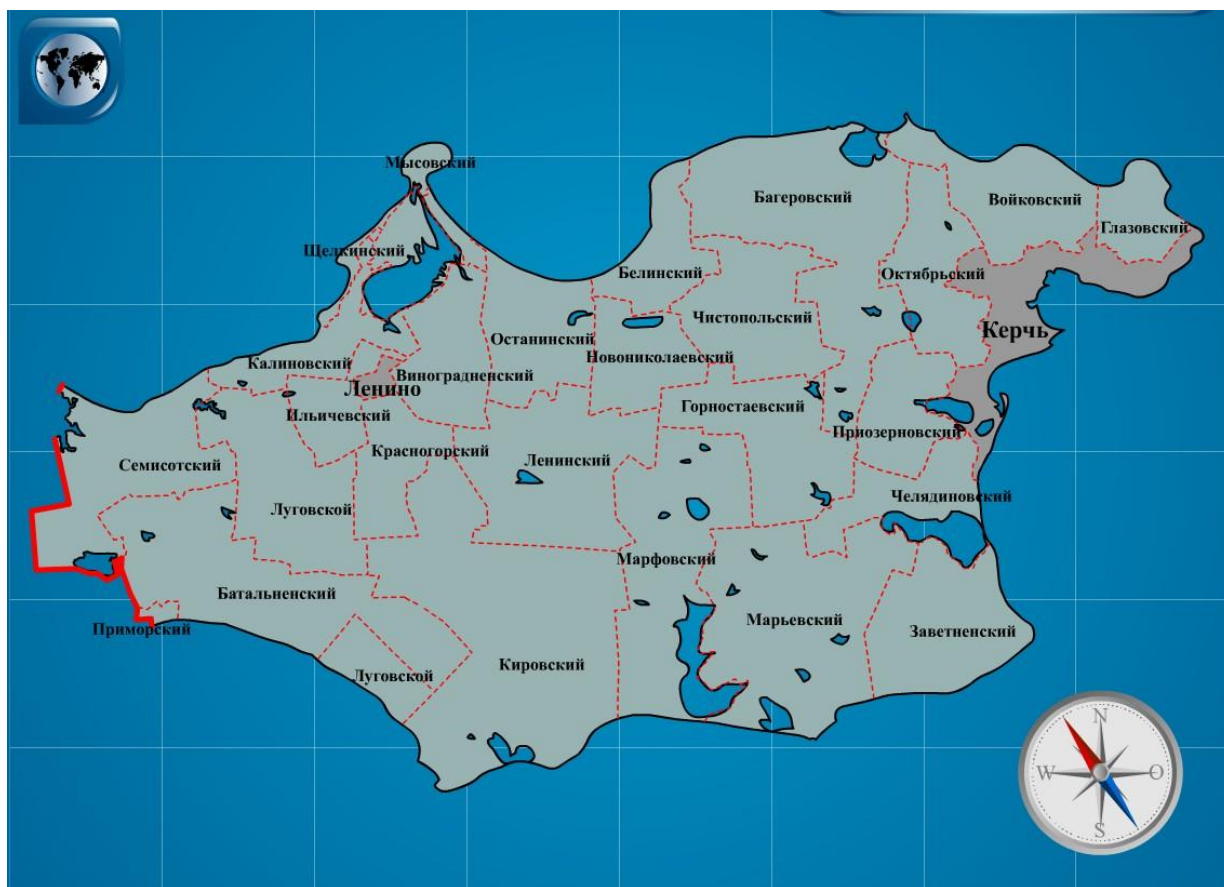 Мысовский
Багеровский
Войковский
Глазовский
Щелкинский
Белинский
Октябрьский
Чистопольский
Керчь
Останинский
Новониколаевский
Калиновский
Виноградненский
Ленино
Горностаевский
Ильичевский
Приозерновский
Красногорский
Ленинский
Семисотский
Челядиновский
Луговской
Марфовский
Батальненский
Марьевский
Заветненский
Приморский
Кировский
Луговской
N
W
O
S